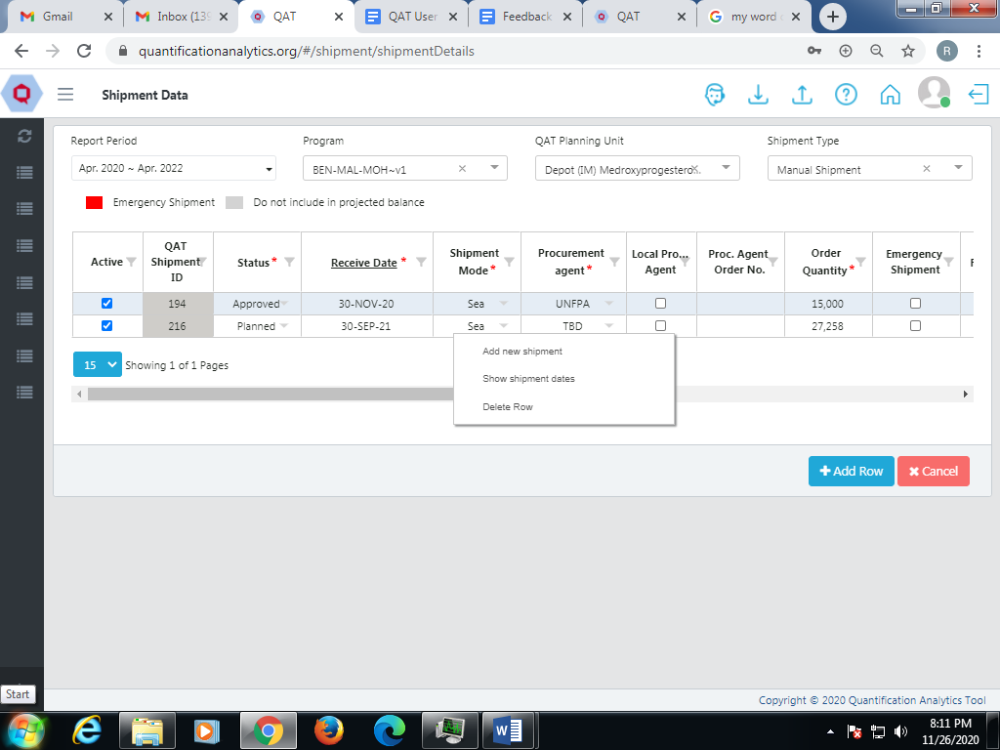 Gmail
Inbox (139
QAT
QAT User
Feedback
QAT
my word
quantificationanalytics.org/#/shipment/shipmentDetails
R
Q
Shipment Data
Report Period
Program
QAT Planning Unit
Shipment Type
Apr. 2020 ~ Apr. 2022
BEN-MAL-MOH~v1
Depot (IM) Medroxyprogestero
Manual Shipment
Emergency Shipment
Do not include in projected balance
Active
QAT Shipment ID
Status*
Receive Date *
Shipment Mode*
Procurement agent*
Local Pro... Agent
Proc. Agent Order No.
Order Quantity*
Emergency Shipment
194 Approved 30-NOV-20 Sea UNFPA 15,000
216 Planned 30-SEP-21 Sea TBD 27,258
Add new shipment
Show shipment dates
Delete Row
15 Showing 1 of 1 Pages
Add Row
Cancel
Copyright © 2020 Quantification Analytics Tool
Start
8:11 PM
11/26/2020